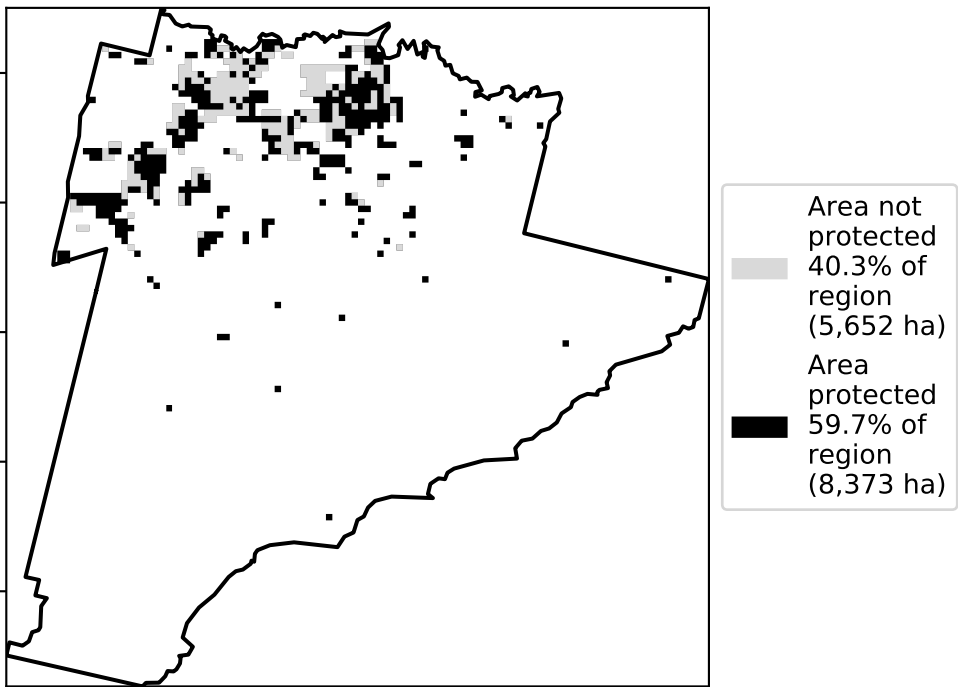 Area not
protected
40.3% of
region
(5,652 ha)
Area
protected
59.7% of
region
(8,373 ha)